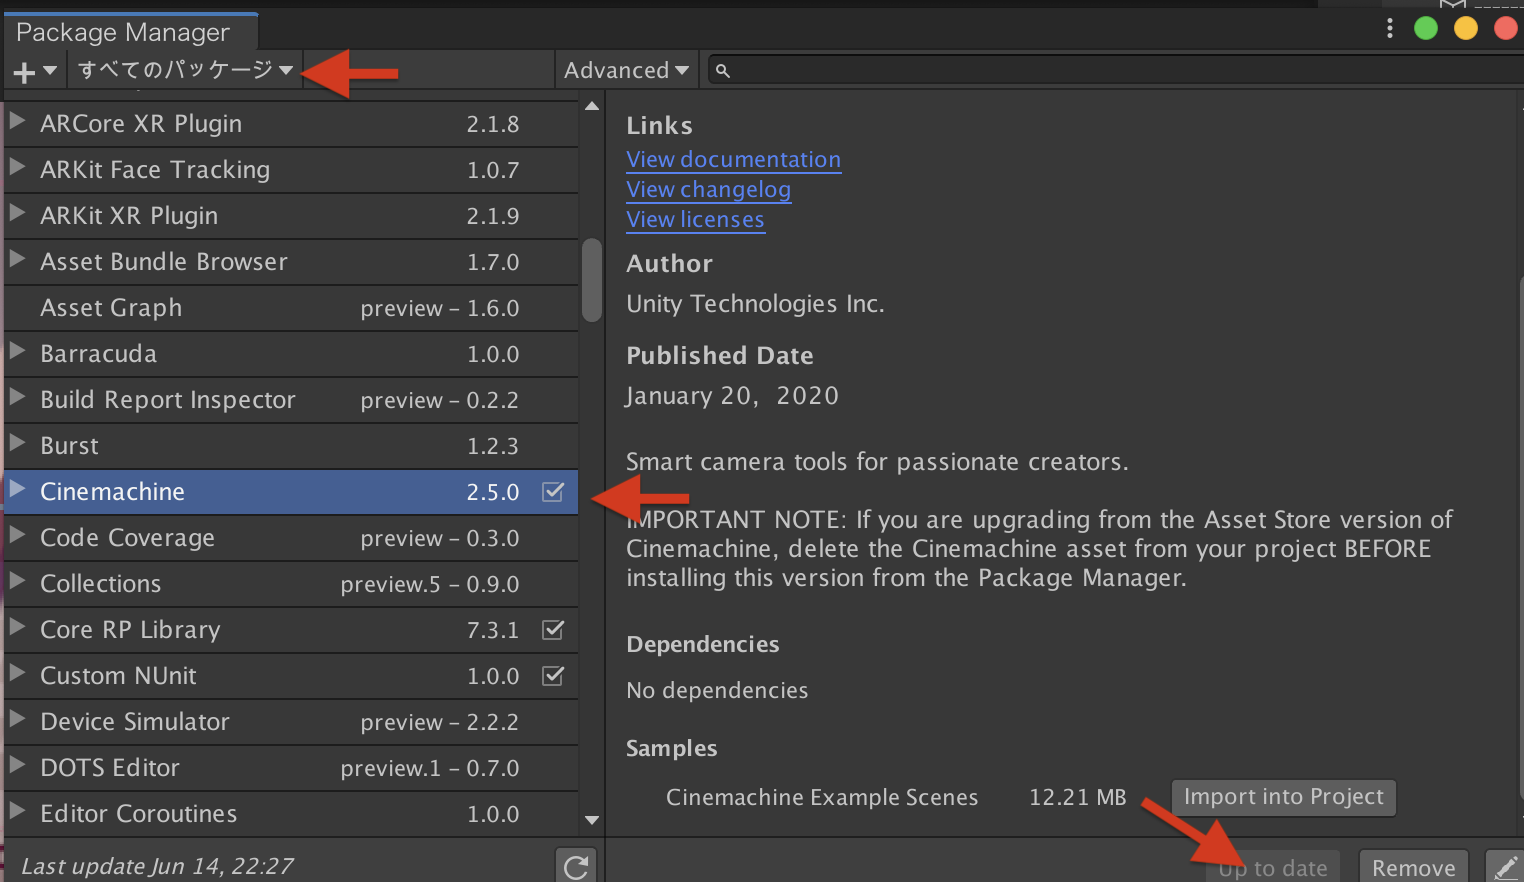 Package Manager
すべてのパッケージ
Advanced
ARCore XR Plugin 2.1.8
ARKit Face Tracking 1.0.7
ARKit XR Plugin 2.1.9
Asset Bundle Browser 1.7.0
Asset Graph preview – 1.6.0
Barracuda 1.0.0
Build Report Inspector preview – 0.2.2
Burst 1.2.3
Cinemachine 2.5.0
Code Coverage preview – 0.3.0
Collections preview.5 – 0.9.0
Core RP Library 7.3.1
Custom NUnit 1.0.0
Device Simulator preview – 2.2.2
DOTS Editor preview.1 – 0.7.0
Editor Coroutines 1.0.0
Last update Jun 14, 22:27
Links
View documentation
View changelog
View licenses
Author
Unity Technologies Inc.
Published Date
January 20, 2020
Smart camera tools for passionate creators.
IMPORTANT NOTE: If you are upgrading from the Asset Store version of
Cinemachine, delete the Cinemachine asset from your project BEFORE
installing this version from the Package Manager.
Dependencies
No dependencies
Samples
Cinemachine Example Scenes 12.21 MB Import into Project
Up to date Remove